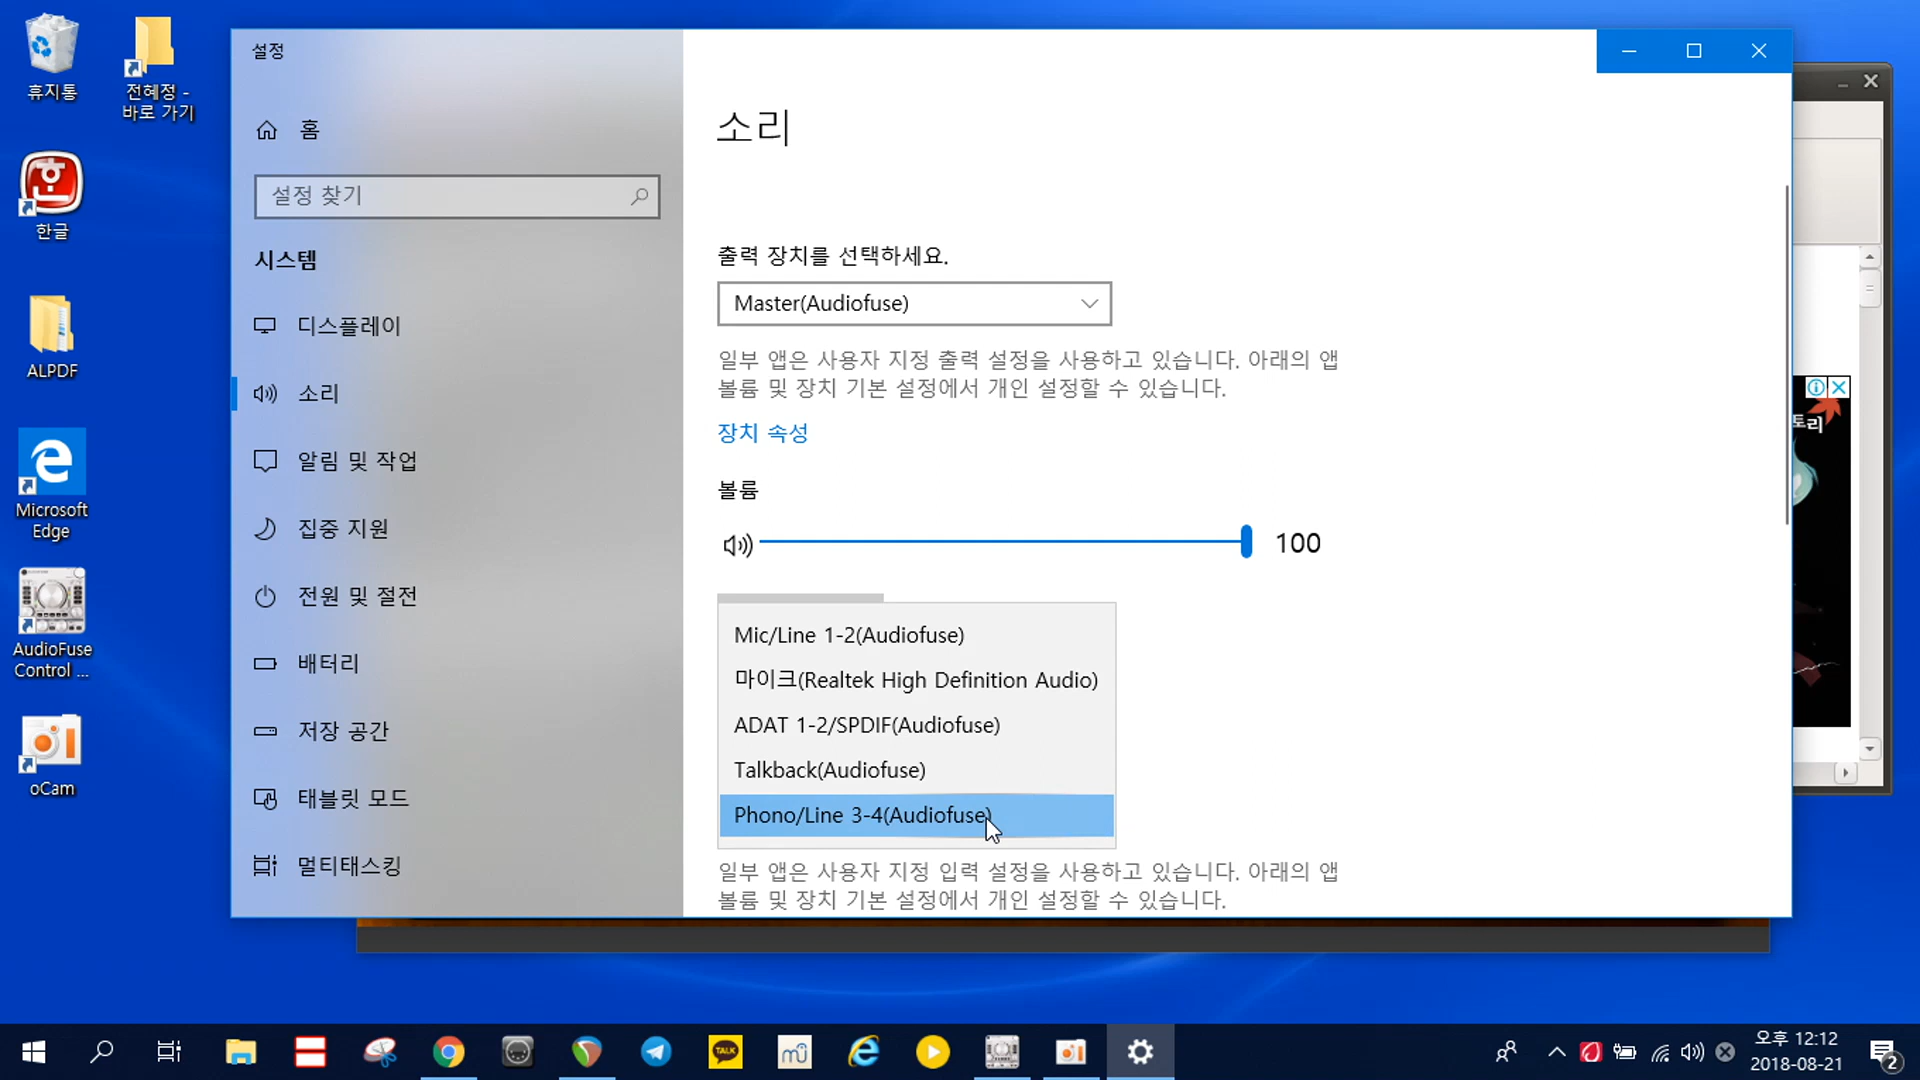 휴지통
전혜정 -
바로 가기
한글
ALPDF
Microsoft
Edge
AudioFuse
Control ...
oCam
설정
홈
설정 찾기
시스템
디스플레이
소리
알림 및 작업
집중 지원
전원 및 절전
배터리
저장 공간
태블릿 모드
멀티태스킹
소리
출력 장치를 선택하세요.
Master(Audiofuse)
일부 앱은 사용자 지정 출력 설정을 사용하고 있습니다. 아래의 앱
볼륨 및 장치 기본 설정에서 개인 설정할 수 있습니다.
장치 속성
볼륨
100
Mic/Line 1-2(Audiofuse)
마이크(Realtek High Definition Audio)
ADAT 1-2/SPDIF(Audiofuse)
Talkback(Audiofuse)
Phono/Line 3-4(Audiofuse)
일부 앱은 사용자 지정 입력 설정을 사용하고 있습니다. 아래의 앱
볼륨 및 장치 기본 설정에서 개인 설정할 수 있습니다.
TALK
오후 12:12
2018-08-21
2